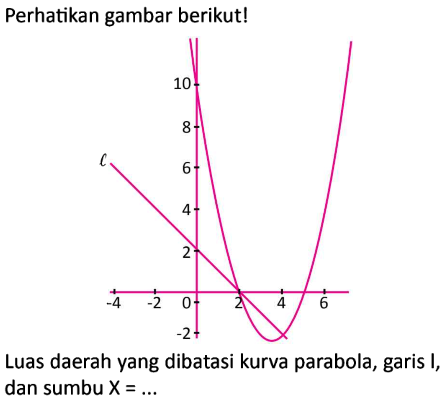 Perhatikan gambar berikut!
10
8
ℓ
6
4
2
-4 -2 0 2 4 6
-2
Luas daerah yang dibatasi kurva parabola, garis l,
dan sumbu X = ...